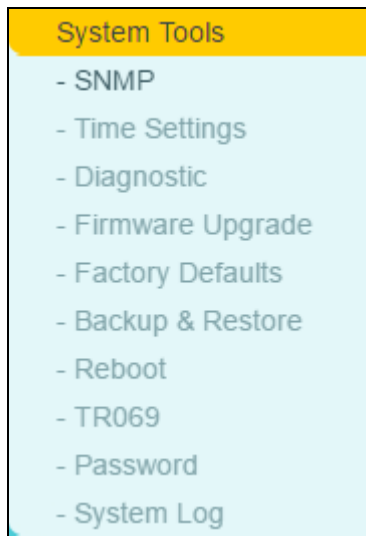 System Tools
- SNMP
- Time Settings
- Diagnostic
- Firmware Upgrade
- Factory Defaults
- Backup & Restore
- Reboot
- TR069
- Password
- System Log